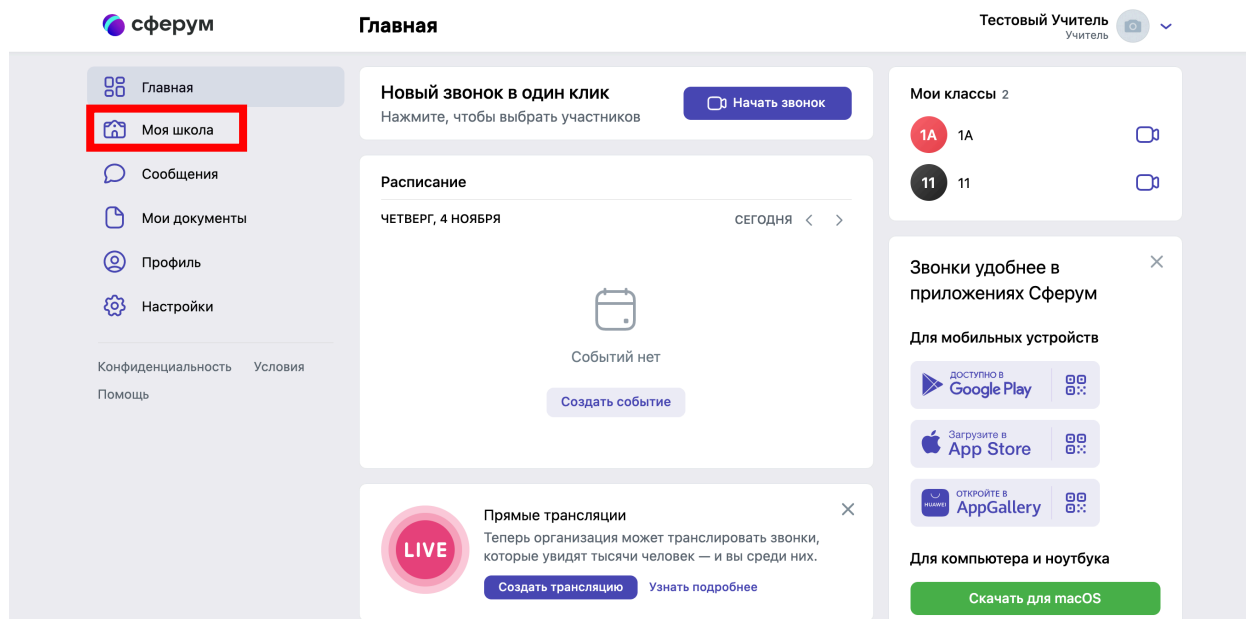 сферум
Главная
Тестовый Учитель
Учитель
Главная
Моя школа
Сообщения
Мои документы
Профиль
Настройки
Конфиденциальность Условия
Помощь
Новый звонок в один клик
Нажмите, чтобы выбрать участников
Начать звонок
Расписание
ЧЕТВЕРГ, 4 НОЯБРЯ
СЕГОДНЯ
Событий нет
Создать событие
LIVE
Прямые трансляции
Теперь организация может транслировать звонки,
которые увидят тысячи человек — и вы среди них.
Создать трансляцию Узнать подробнее
Мои классы 2
1А 1А
11 11
Звонки удобнее в
приложениях Сферум
Для мобильных устройств
ДОСТУПНО В
Google Play
Загрузите в
App Store
HUAWEI
ОТКРОЙТЕ В
AppGallery
Для компьютера и ноутбука
Скачать для macOS